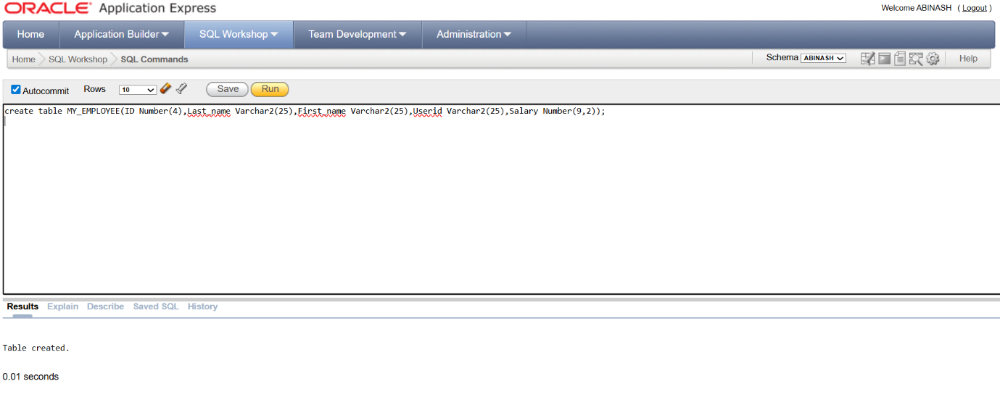 ORACLE® Application Express
Welcome ABINASH ( Logout )
Home Application Builder SQL Workshop Team Development Administration
Home SQL Workshop SQL Commands Schema ABINASH Help
Autocommit Rows 10 Save Run
create table MY_EMPLOYEE(ID Number(4),Last_name Varchar2(25),First_name Varchar2(25),Userid Varchar2(25),Salary Number(9,2));
Results Explain Describe Saved SQL History
Table created.
0.01 seconds